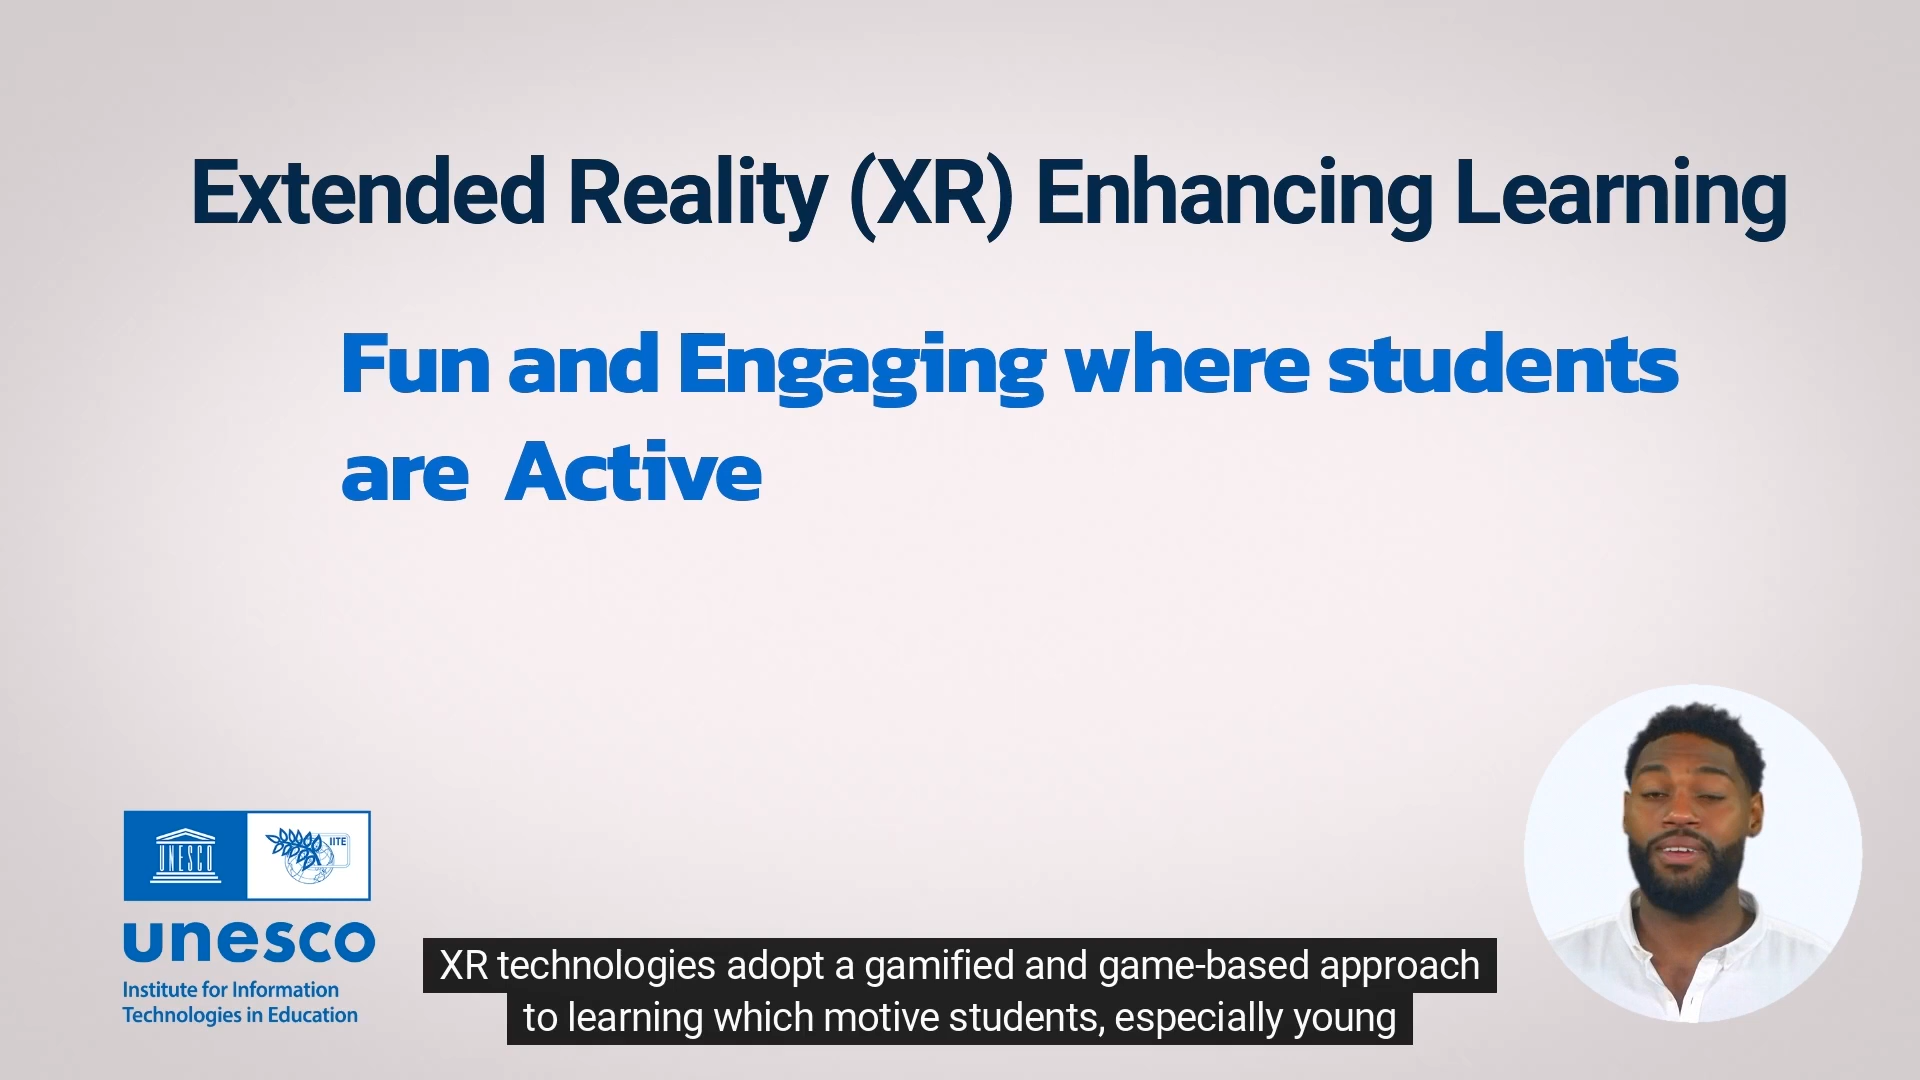 Extended Reality (XR) Enhancing Learning
Fun and Engaging where students
are Active
UNESCO
IITE
unesco
Institute for Information
Technologies in Education
XR technologies adopt a gamified and game-based approach
to learning which motive students, especially young